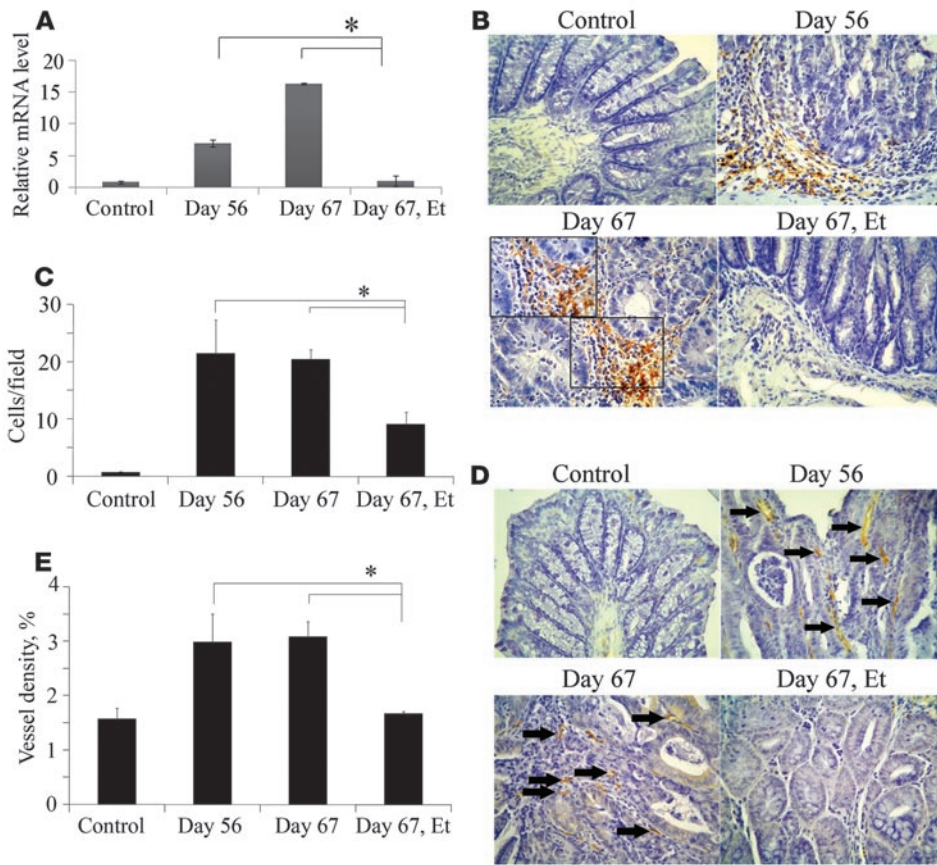 A
Relative mRNA level
20
15
10
5
0
*
Control Day 56 Day 67 Day 67, Et
B
Control Day 56
Day 67 Day 67, Et
C
Cells/field
30
20
10
0
*
Control Day 56 Day 67 Day 67, Et
D
Control Day 56
Day 67 Day 67, Et
E
Vessel density, %
4
3
2
1
0
*
Control Day 56 Day 67 Day 67, Et